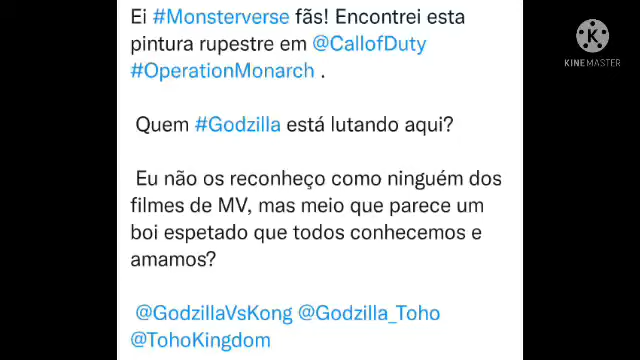 Ei #Monsterverse fãs! Encontrei esta
pintura rupestre em @CallofDuty
#OperationMonarch .
Quem #Godzilla está lutando aqui?
Eu não os reconheço como ninguém dos
filmes de MV, mas meio que parece um
boi espetado que todos conhecemos e
amamos?
@GodzillaVsKong @Godzilla_Toho
@TohoKingdom
KINEMASTER